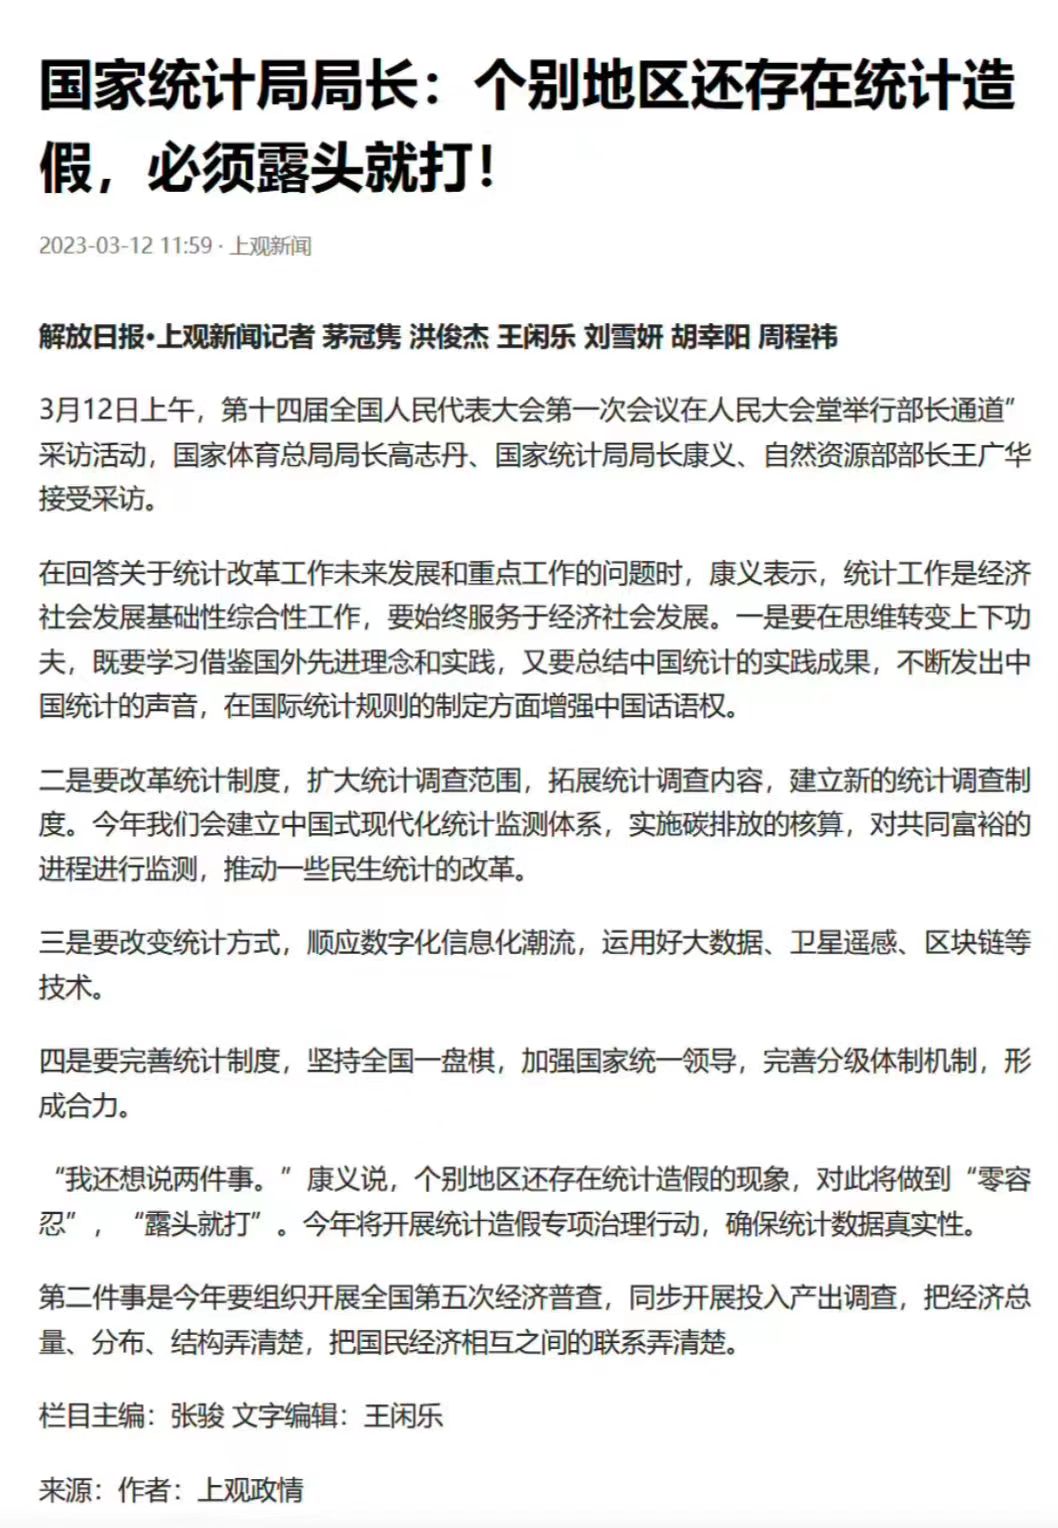 国家统计局局长：个别地区还存在统计造
假，必须露头就打！
2023-03-12 11:59 · 上观新闻
解放日报•上观新闻记者 茅冠隽 洪俊杰 王闲乐 刘雪妍 胡幸阳 周程祎
3月12日上午，第十四届全国人民代表大会第一次会议在人民大会堂举行部长通道”
采访活动，国家体育总局局长高志丹、国家统计局局长康义、自然资源部部长王广华
接受采访。
在回答关于统计改革工作未来发展和重点工作的问题时，康义表示，统计工作是经济
社会发展基础性综合性工作，要始终服务于经济社会发展。一是要在思维转变上下功
夫，既要学习借鉴国外先进理念和实践，又要总结中国统计的实践成果，不断发出中
国统计的声音，在国际统计规则的制定方面增强中国话语权。
二是要改革统计制度，扩大统计调查范围，拓展统计调查内容，建立新的统计调查制
度。今年我们会建立中国式现代化统计监测体系，实施碳排放的核算，对共同富裕的
进程进行监测，推动一些民生统计的改革。
三是要改变统计方式，顺应数字化信息化潮流，运用好大数据、卫星遥感、区块链等
技术。
四是要完善统计制度，坚持全国一盘棋，加强国家统一领导，完善分级体制机制，形
成合力。
“我还想说两件事。”康义说，个别地区还存在统计造假的现象，对此将做到“零容
忍”，“露头就打”。今年将开展统计造假专项治理行动，确保统计数据真实性。
第二件事是今年要组织开展全国第五次经济普查，同步开展投入产出调查，把经济总
量、分布、结构弄清楚，把国民经济相互之间的联系弄清楚。
栏目主编：张骏 文字编辑：王闲乐
来源：作者：上观政情